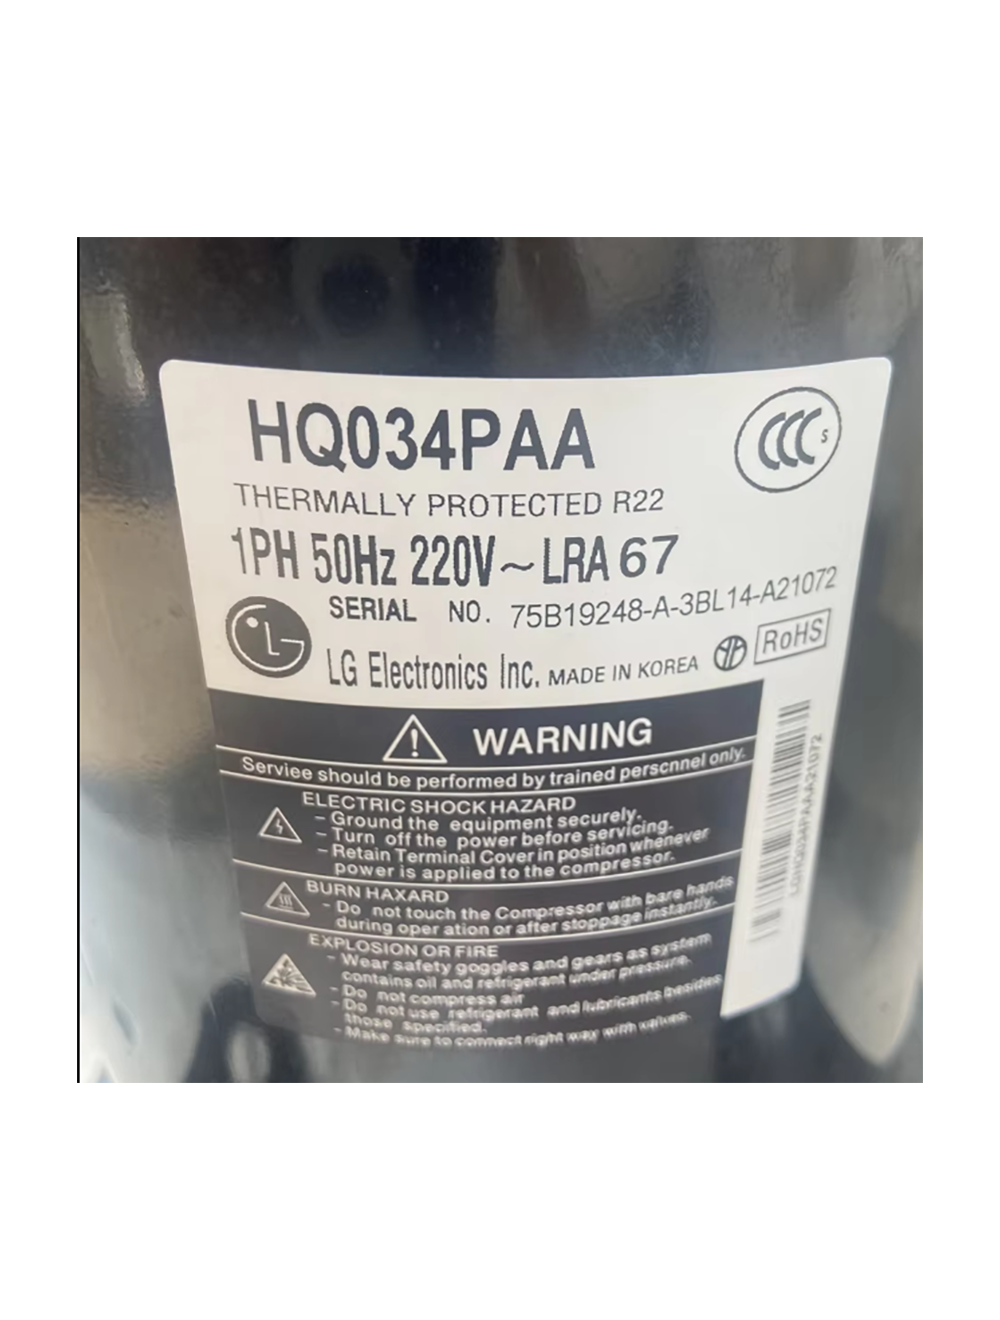 HQ034PAA
CCC S
THERMALLY PROTECTED R22
1PH 50Hz 220V~LRA 67
SERIAL NO. 75B19248-A-3BL14-A21072
LG
LG Electronics Inc. MADE IN KOREA
RoHS
WARNING
Serviee should be performed by trained perscnnel only.
ELECTRIC SHOCK HAZARD
- Ground the equipment securely.
- Turn off the power before servicing.
- Retain Terminal Cover in position whenever
power is applied to the compressor.
BURN HAXARD
- Do not touch the Compressor with bare hands
during oper ation or after stoppage instantly.
EXPLOSION OR FIRE
- Wear safety goggles and gears as system
contains oil and refrigerant under pressure.
- Do not compress air
- Do not use refrigerant and lubricants besides
those specified.
- Make sure to connect right way with valves.